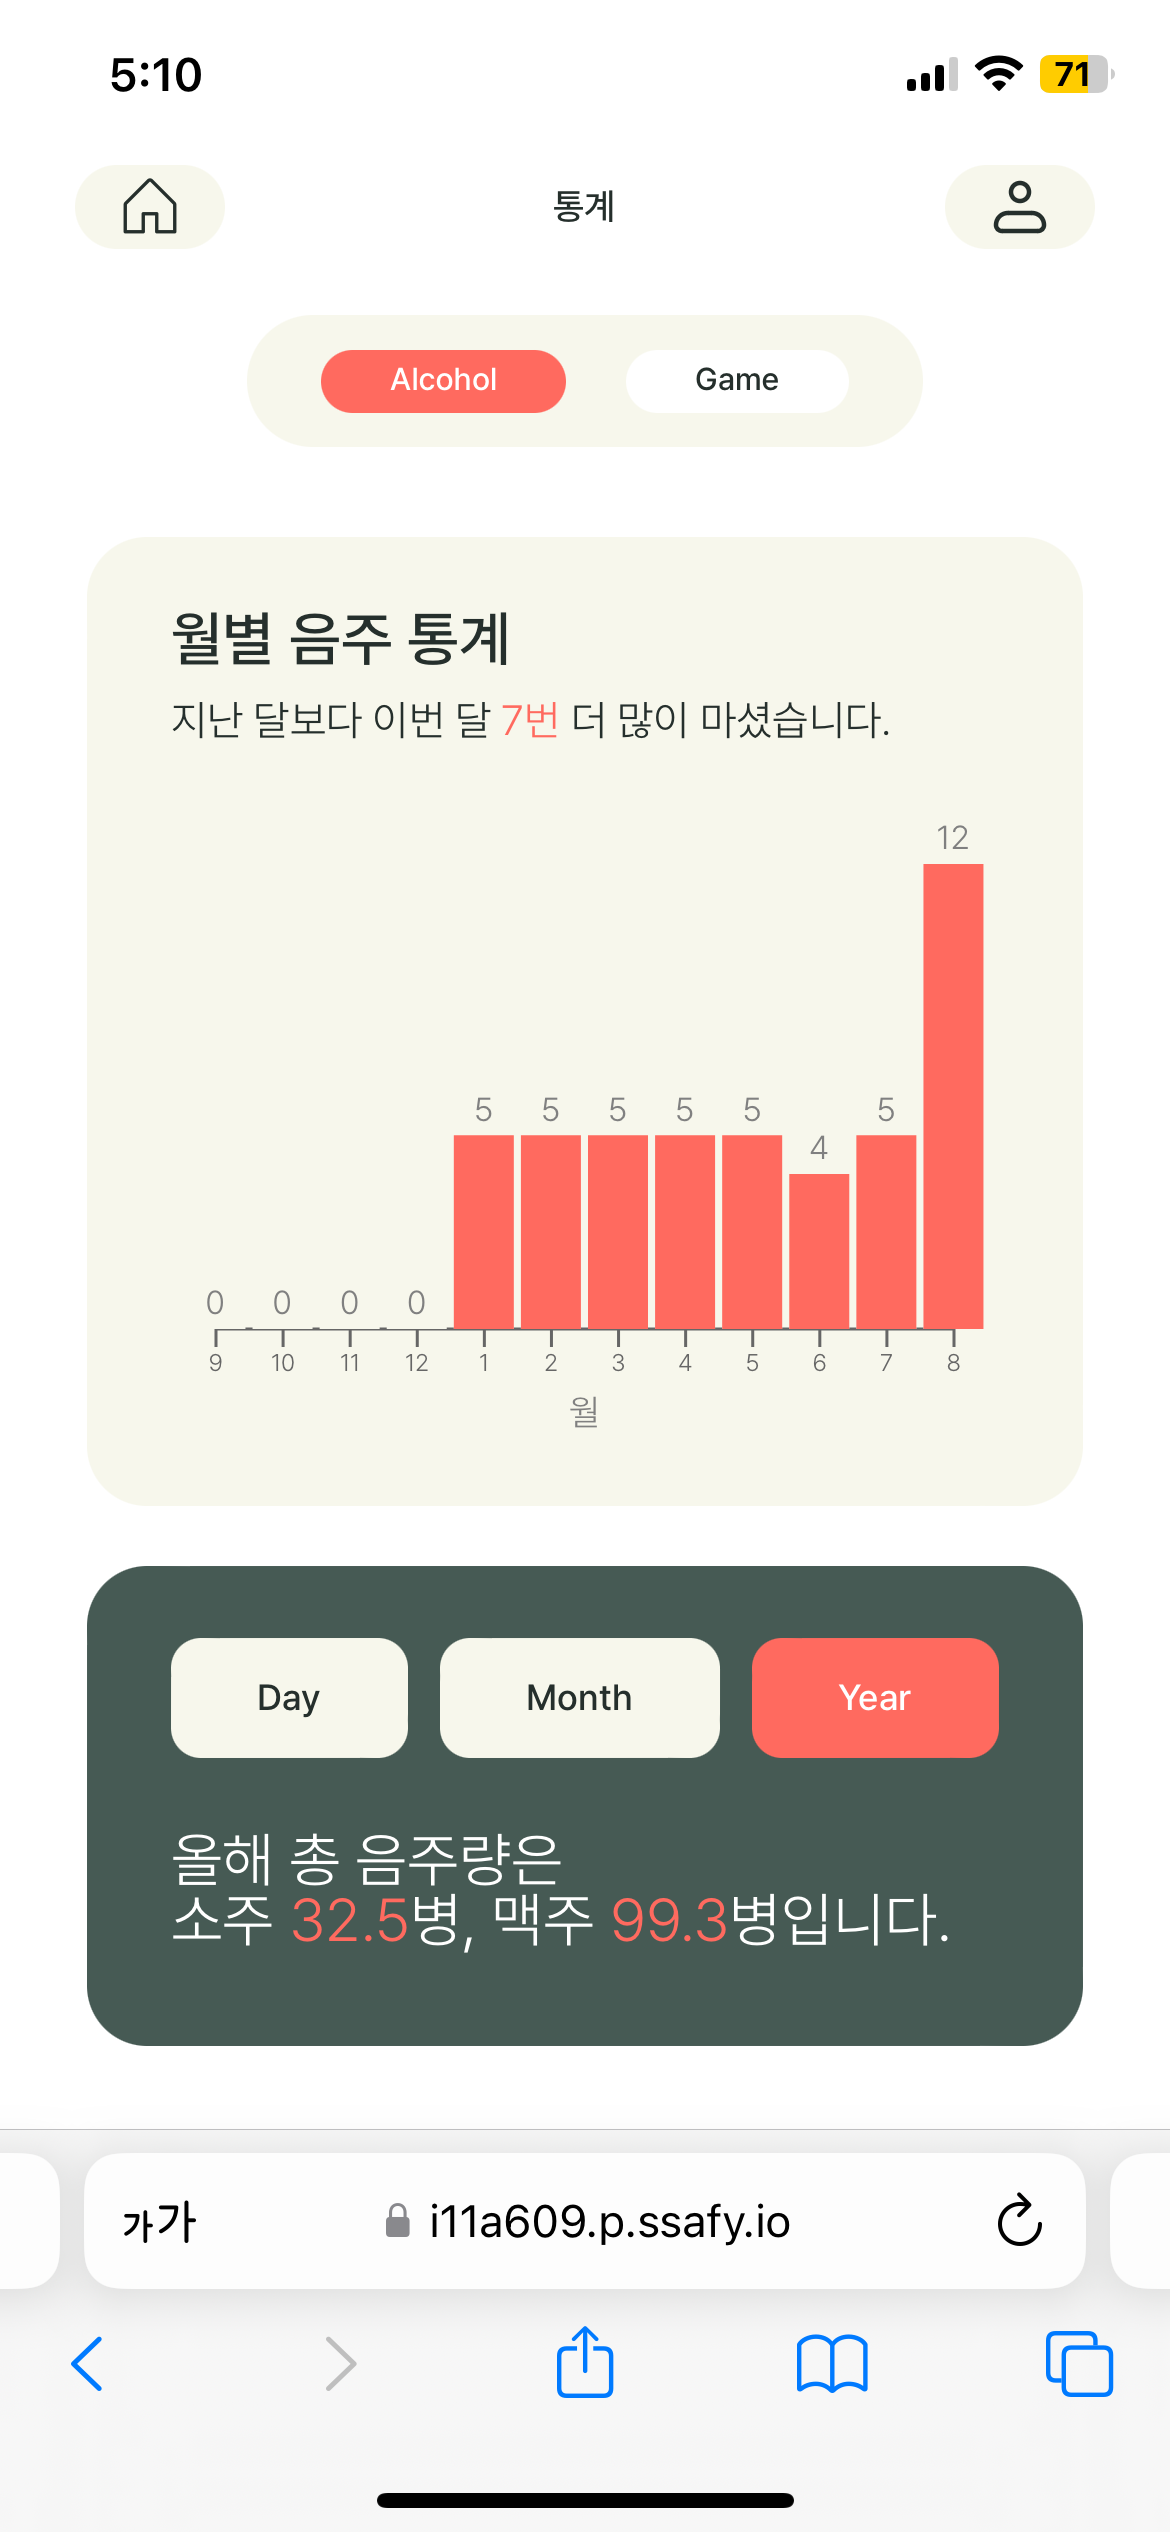 5:10
71
통계
Alcohol
Game
월별 음주 통계
지난 달보다 이번 달 7번 더 많이 마셨습니다.
12
5 5 5 5 5 4 5
0 0 0 0
9 10 11 12 1 2 3 4 5 6 7 8
월
Day
Month
Year
올해 총 음주량은
소주 32.5병, 맥주 99.3병입니다.
가가 i11a609.p.ssafy.io